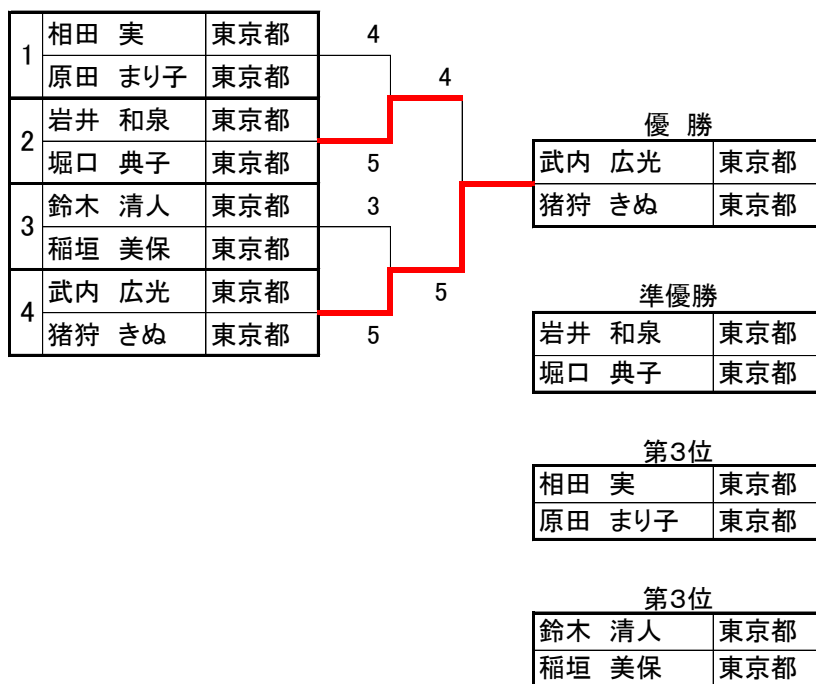 1 相田 実 東京都 4
原田 まり子 東京都
4
2 岩井 和泉 東京都
堀口 典子 東京都 5
3 鈴木 清人 東京都 3
稲垣 美保 東京都
4 武内 広光 東京都
5
猪狩 きぬ 東京都 5
優 勝
武内 広光 東京都
猪狩 きぬ 東京都
準優勝
岩井 和泉 東京都
堀口 典子 東京都
第3位
相田 実 東京都
原田 まり子 東京都
第3位
鈴木 清人 東京都
稲垣 美保 東京都